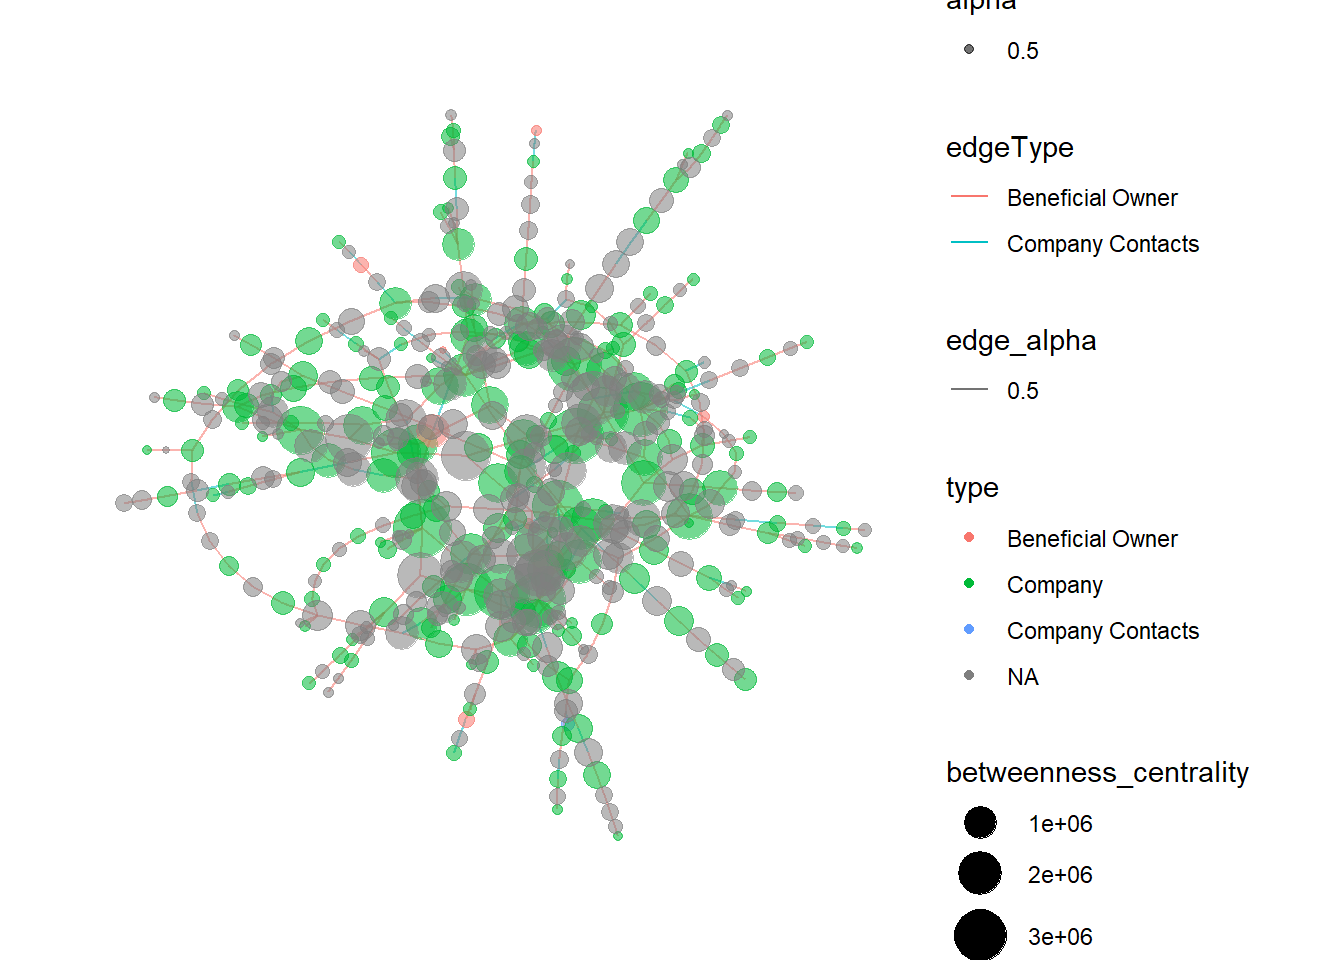 alpha
0.5
edgeType
Beneficial Owner
Company Contacts
edge_alpha
0.5
type
Beneficial Owner
Company
Company Contacts
NA
betweenness_centrality
1e+06
2e+06
3e+06